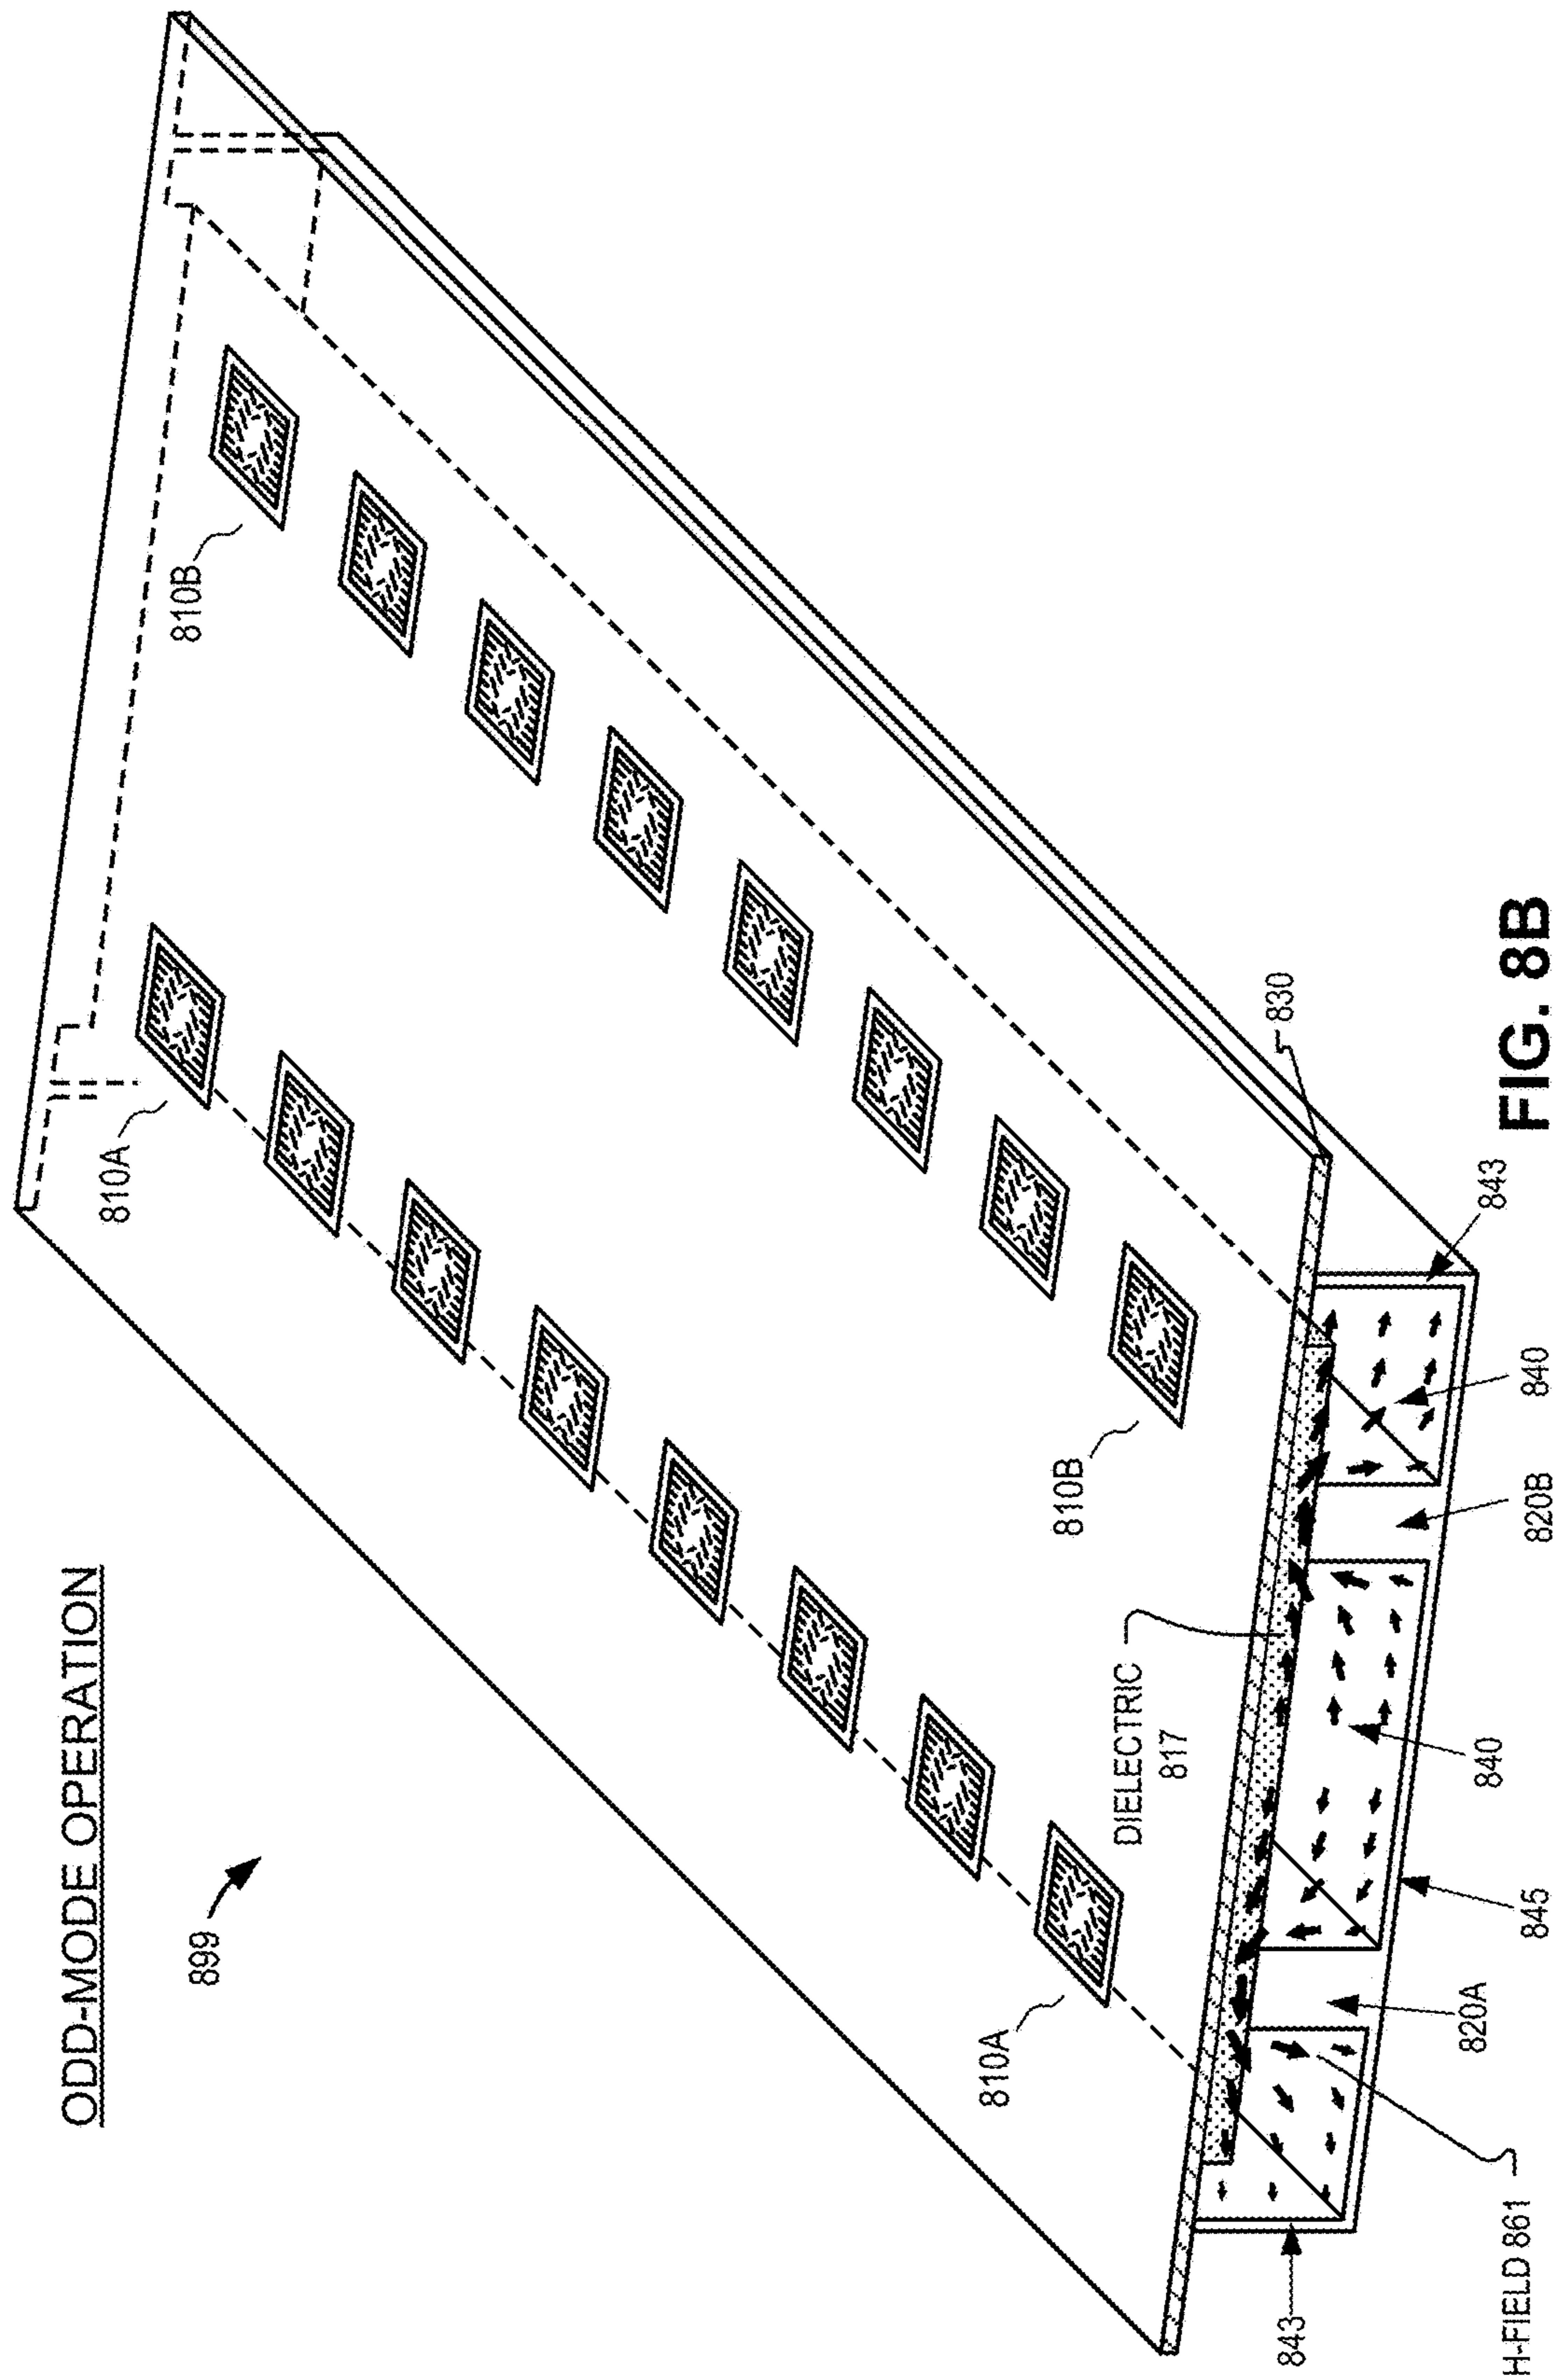 ODD-MODE OPERATION
899
810A
810B
810A
810B
DIELECTRIC
817
830
H-FIELD 861
843
820A
845
840
820B
840
843
FIG. 8B